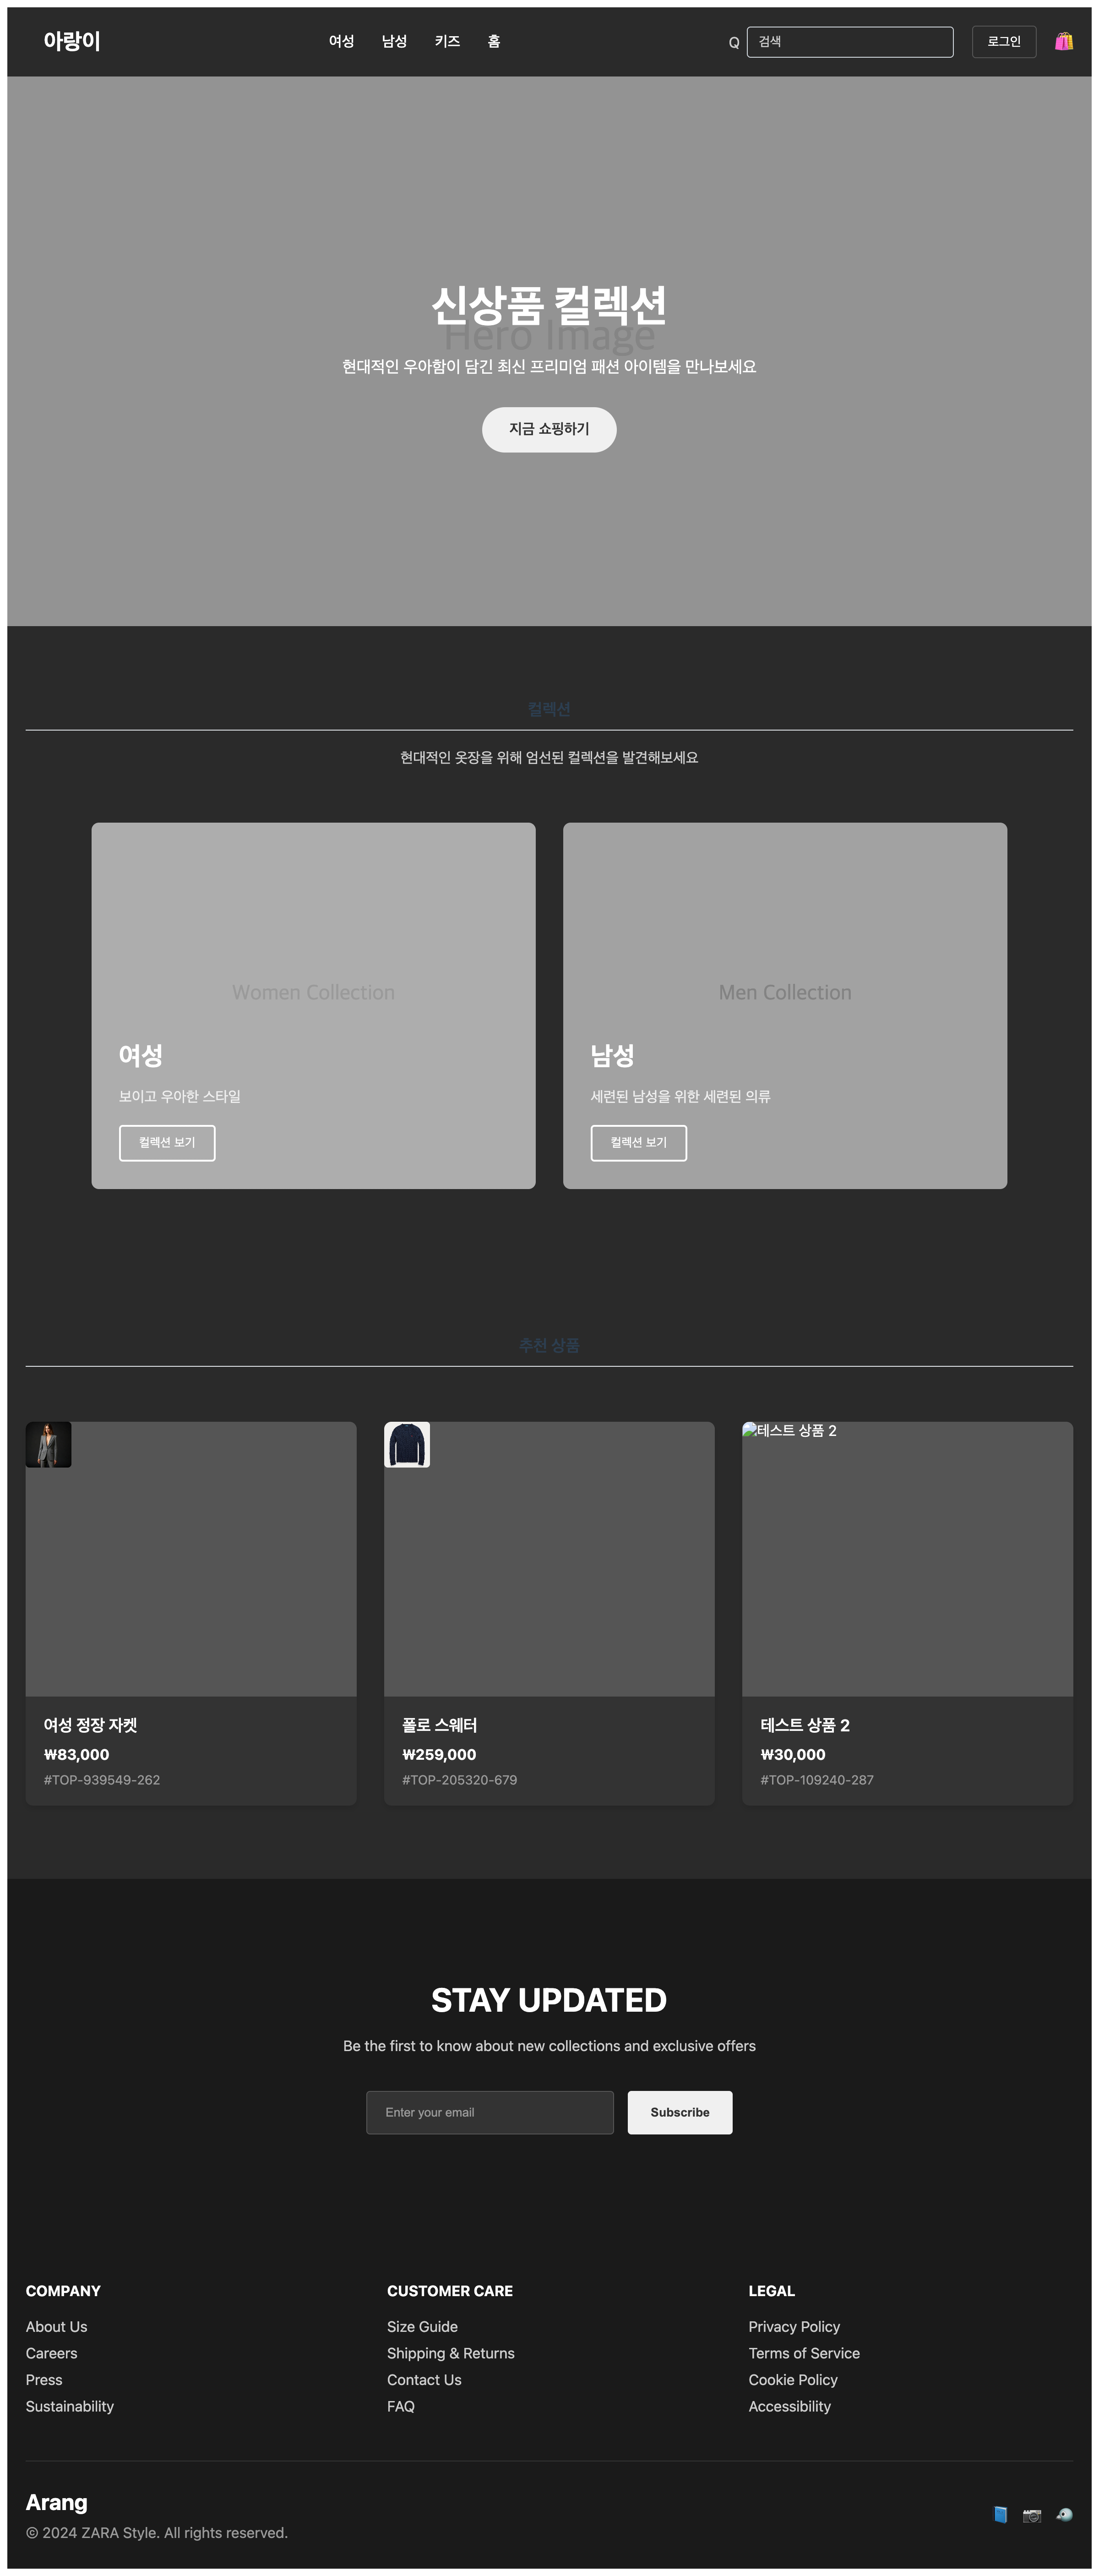 아랑이
여성 남성 키즈 홈
Q 검색 로그인
신상품 컬렉션
Hero Image
현대적인 우아함이 담긴 최신 프리미엄 패션 아이템을 만나보세요
지금 쇼핑하기
컬렉션
현대적인 옷장을 위해 엄선된 컬렉션을 발견해보세요
Women Collection
여성
보이고 우아한 스타일
컬렉션 보기
Men Collection
남성
세련된 남성을 위한 세련된 의류
컬렉션 보기
추천 상품
여성 정장 자켓
₩83,000
#TOP-939549-262
폴로 스웨터
₩259,000
#TOP-205320-679
테스트 상품 2
테스트 상품 2
₩30,000
#TOP-109240-287
STAY UPDATED
Be the first to know about new collections and exclusive offers
Enter your email
Subscribe
COMPANY
About Us
Careers
Press
Sustainability
CUSTOMER CARE
Size Guide
Shipping & Returns
Contact Us
FAQ
LEGAL
Privacy Policy
Terms of Service
Cookie Policy
Accessibility
Arang
© 2024 ZARA Style. All rights reserved.